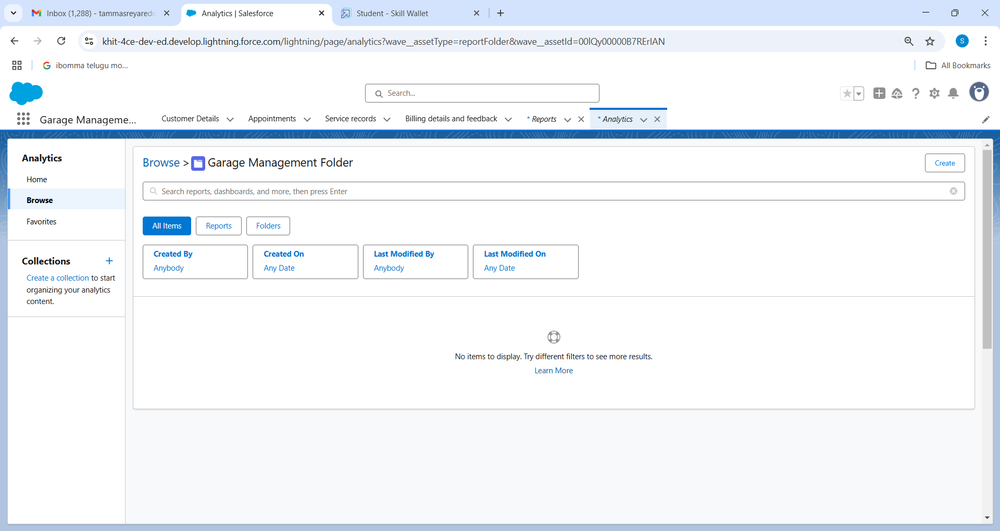 Inbox (1,288) - tammasreyaredd
Analytics | Salesforce
Student - Skill Wallet
khit-4ce-dev-ed.develop.lightning.force.com/lightning/page/analytics?wave__assetType=reportFolder&wave__assetId=00lQy00000B7RErIAN
S
ibomma telugu mo...
All Bookmarks
Search...
Garage Manageme...
Customer Details
Appointments
Service records
Billing details and feedback
* Reports
* Analytics
Analytics
Home
Browse
Favorites
Collections
Create a collection to start
organizing your analytics
content.
Browse > Garage Management Folder
Create
Search reports, dashboards, and more, then press Enter
All Items
Reports
Folders
Created By
Anybody
Created On
Any Date
Last Modified By
Anybody
Last Modified On
Any Date
No items to display. Try different filters to see more results.
Learn More